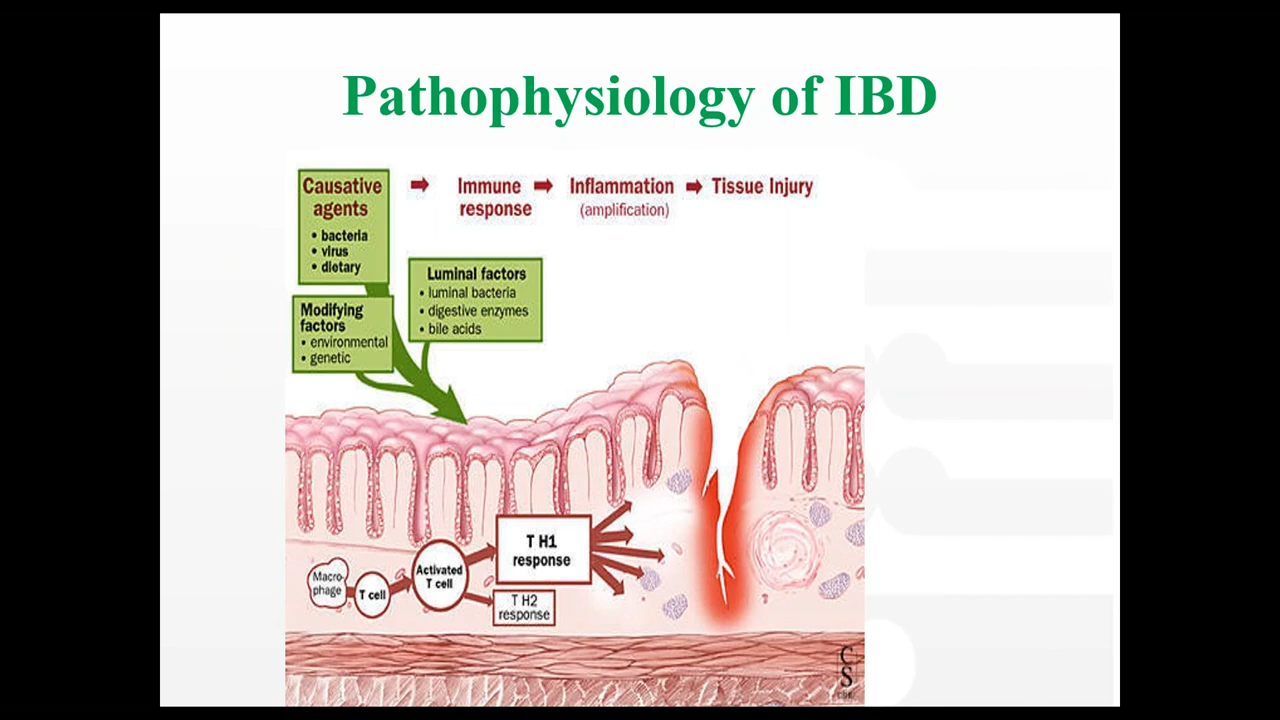 Pathophysiology of IBD
Causative
agents
• bacteria
• virus
• dietary
➡ Immune
response
➡ Inflammation
(amplification)
➡ Tissue Injury
Luminal factors
• luminal bacteria
• digestive enzymes
• bile acids
Modifying
factors
• environmental
• genetic
Macro-
phage
T cell
Activated
T cell
T H1
response
T H2
response
C
S